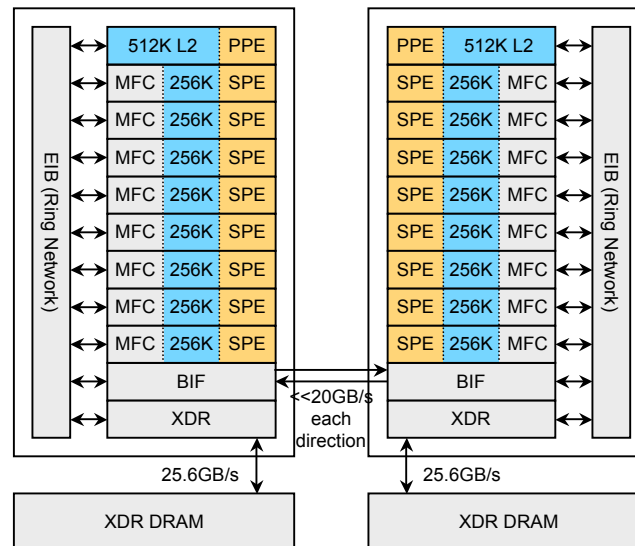 512K L2 PPE PPE 512K L2
MFC 256K SPE SPE 256K MFC
MFC 256K SPE SPE 256K MFC
MFC 256K SPE SPE 256K MFC
MFC 256K SPE SPE 256K MFC
MFC 256K SPE SPE 256K MFC
MFC 256K SPE SPE 256K MFC
MFC 256K SPE SPE 256K MFC
MFC 256K SPE SPE 256K MFC
EIB (Ring Network)
EIB (Ring Network)
BIF
BIF
<<20GB/s
each
direction
XDR
XDR
25.6GB/s
25.6GB/s
XDR DRAM
XDR DRAM